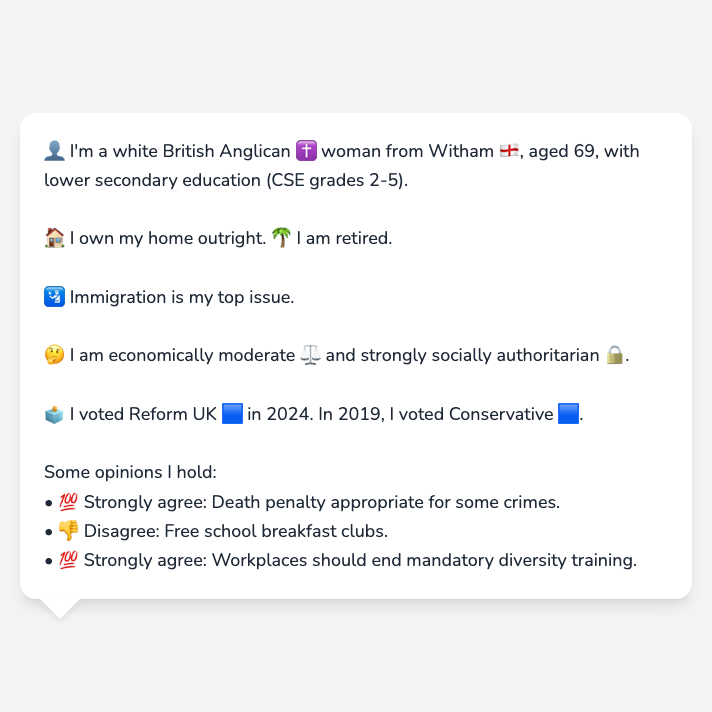 👤 I'm a white British Anglican ✝️ woman from Witham 🏴󠁧󠁢󠁥󠁮󠁧󠁿, aged 69, with
lower secondary education (CSE grades 2-5).
🏠 I own my home outright. 🌴 I am retired.
🛂 Immigration is my top issue.
🤔 I am economically moderate ⚖️ and strongly socially authoritarian 🔒.
🗳️ I voted Reform UK 🟦 in 2024. In 2019, I voted Conservative 🟦.
Some opinions I hold:
• 💯 Strongly agree: Death penalty appropriate for some crimes.
• 👎 Disagree: Free school breakfast clubs.
• 💯 Strongly agree: Workplaces should end mandatory diversity training.